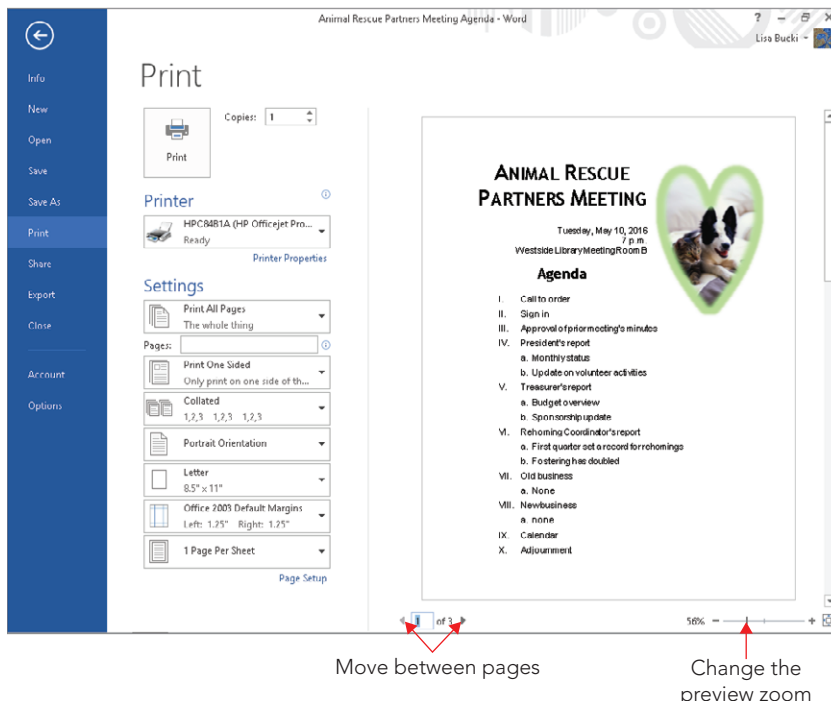 Animal Rescue Partners Meeting Agenda - Word
?
Lisa Bucki
Info
New
Open
Save
Save As
Print
Share
Export
Close
Account
Options
Print
Copies: 1
Print
Printer
HPC84B1A (HP Officejet Pro...
Ready
Printer Properties
Settings
Print All Pages
The whole thing
Pages:
Print One Sided
Only print on one side of th...
Collated
1,2,3 1,2,3 1,2,3
Portrait Orientation
Letter
8.5" x 11"
Office 2003 Default Margins
Left: 1.25" Right: 1.25"
1 Page Per Sheet
Page Setup
ANIMAL RESCUE
PARTNERS MEETING
Tuesday, May 10, 2016
7 p.m.
Westside Library Meeting Room B
Agenda
I. Call to order
II. Sign in
III. Approval of prior meeting's minutes
IV. President's report
a. Monthly status
b. Update on volunteer activities
V. Treasurer's report
a. Budget overview
b. Sponsorship update
VI. Rehoming Coordinator's report
a. First quarter set a record for rehomings
b. Fostering has doubled
VII. Old business
a. None
VIII. New business
a. none
IX. Calendar
X. Adjournment
1 of 3
56%
Move between pages
Change the
preview zoom